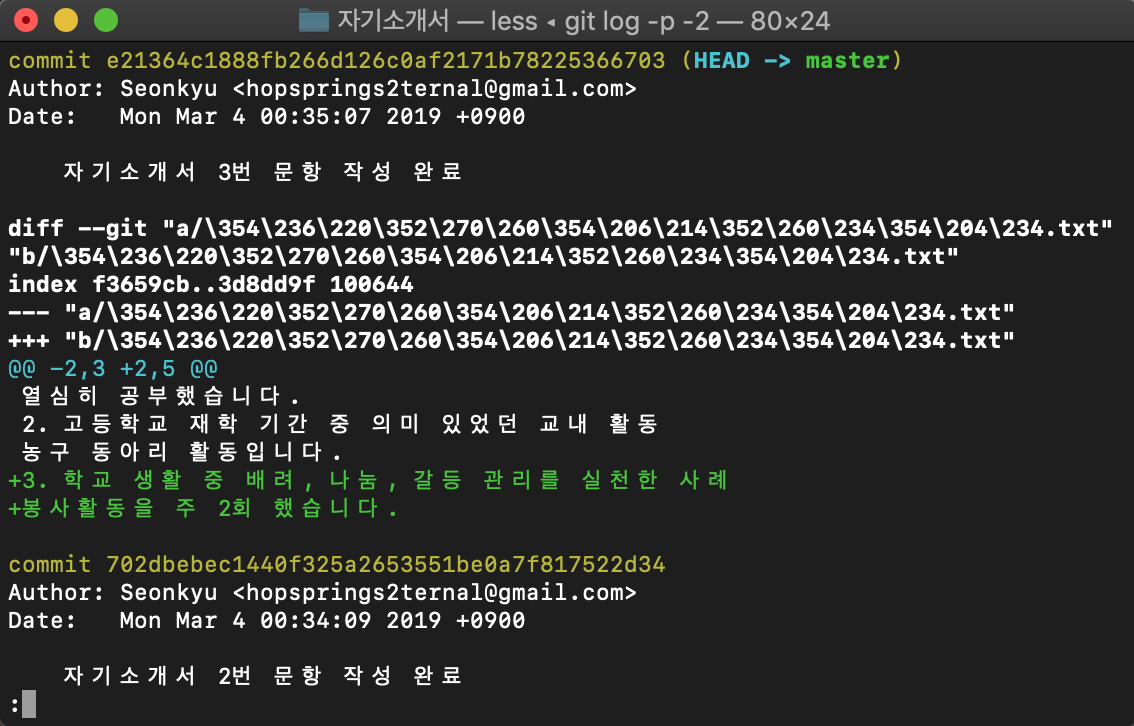 자기소개서 — less ◂ git log -p -2 — 80×24
commit e21364c1888fb266d126c0af2171b78225366703 (HEAD -> master)
Author: Seonkyu <hopsprings2ternal@gmail.com>
Date:   Mon Mar 4 00:35:07 2019 +0900
자기소개서 3번 문항 작성 완료
diff --git "a/\354\236\220\352\270\260\354\206\214\352\260\234\354\204\234.txt"
"b/\354\236\220\352\270\260\354\206\214\352\260\234\354\204\234.txt"
index f3659cb..3d8dd9f 100644
--- "a/\354\236\220\352\270\260\354\206\214\352\260\234\354\204\234.txt"
+++ "b/\354\236\220\352\270\260\354\206\214\352\260\234\354\204\234.txt"
@@ -2,3 +2,5 @@
열심히 공부했습니다.
2. 고등학교 재학 기간 중 의미 있었던 교내 활동
농구 동아리 활동입니다.
+3. 학교 생활 중 배려, 나눔, 갈등 관리를 실천한 사례
+봉사활동을 주 2회 했습니다.
commit 702dbebec1440f325a2653551be0a7f817522d34
Author: Seonkyu <hopsprings2ternal@gmail.com>
Date:   Mon Mar 4 00:34:09 2019 +0900
자기소개서 2번 문항 작성 완료
: